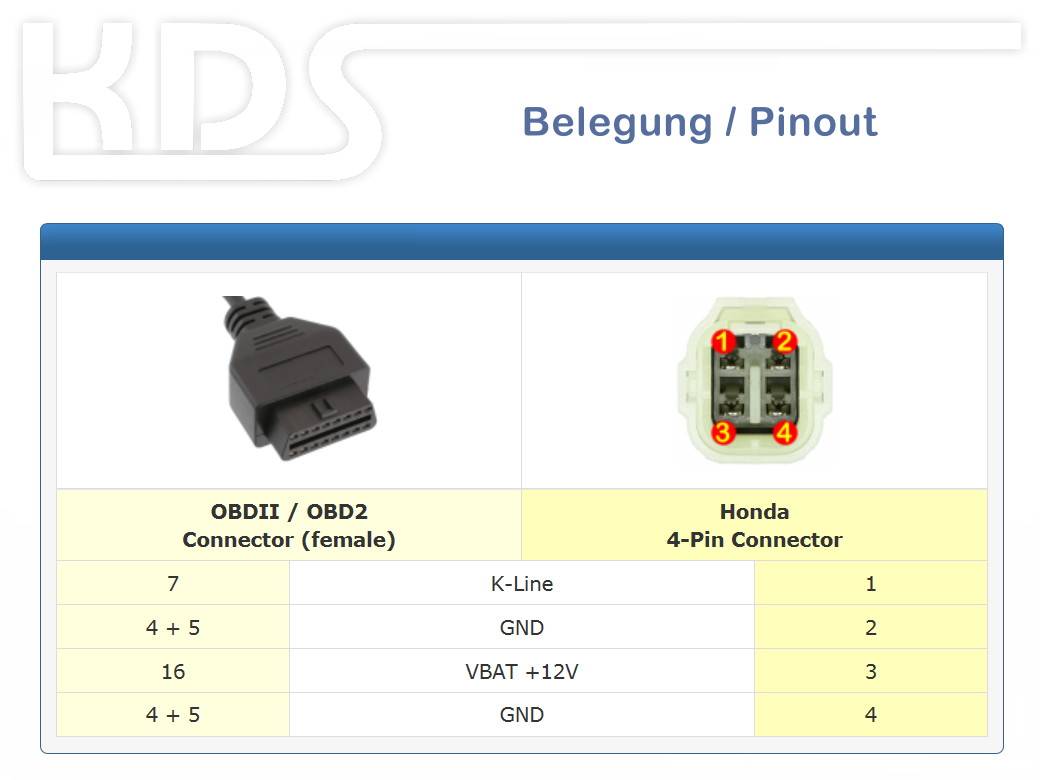 KDS
Belegung / Pinout
1 2
3 4
OBDII / OBD2
Connector (female)
Honda
4-Pin Connector
7 K-Line 1
4 + 5 GND 2
16 VBAT +12V 3
4 + 5 GND 4